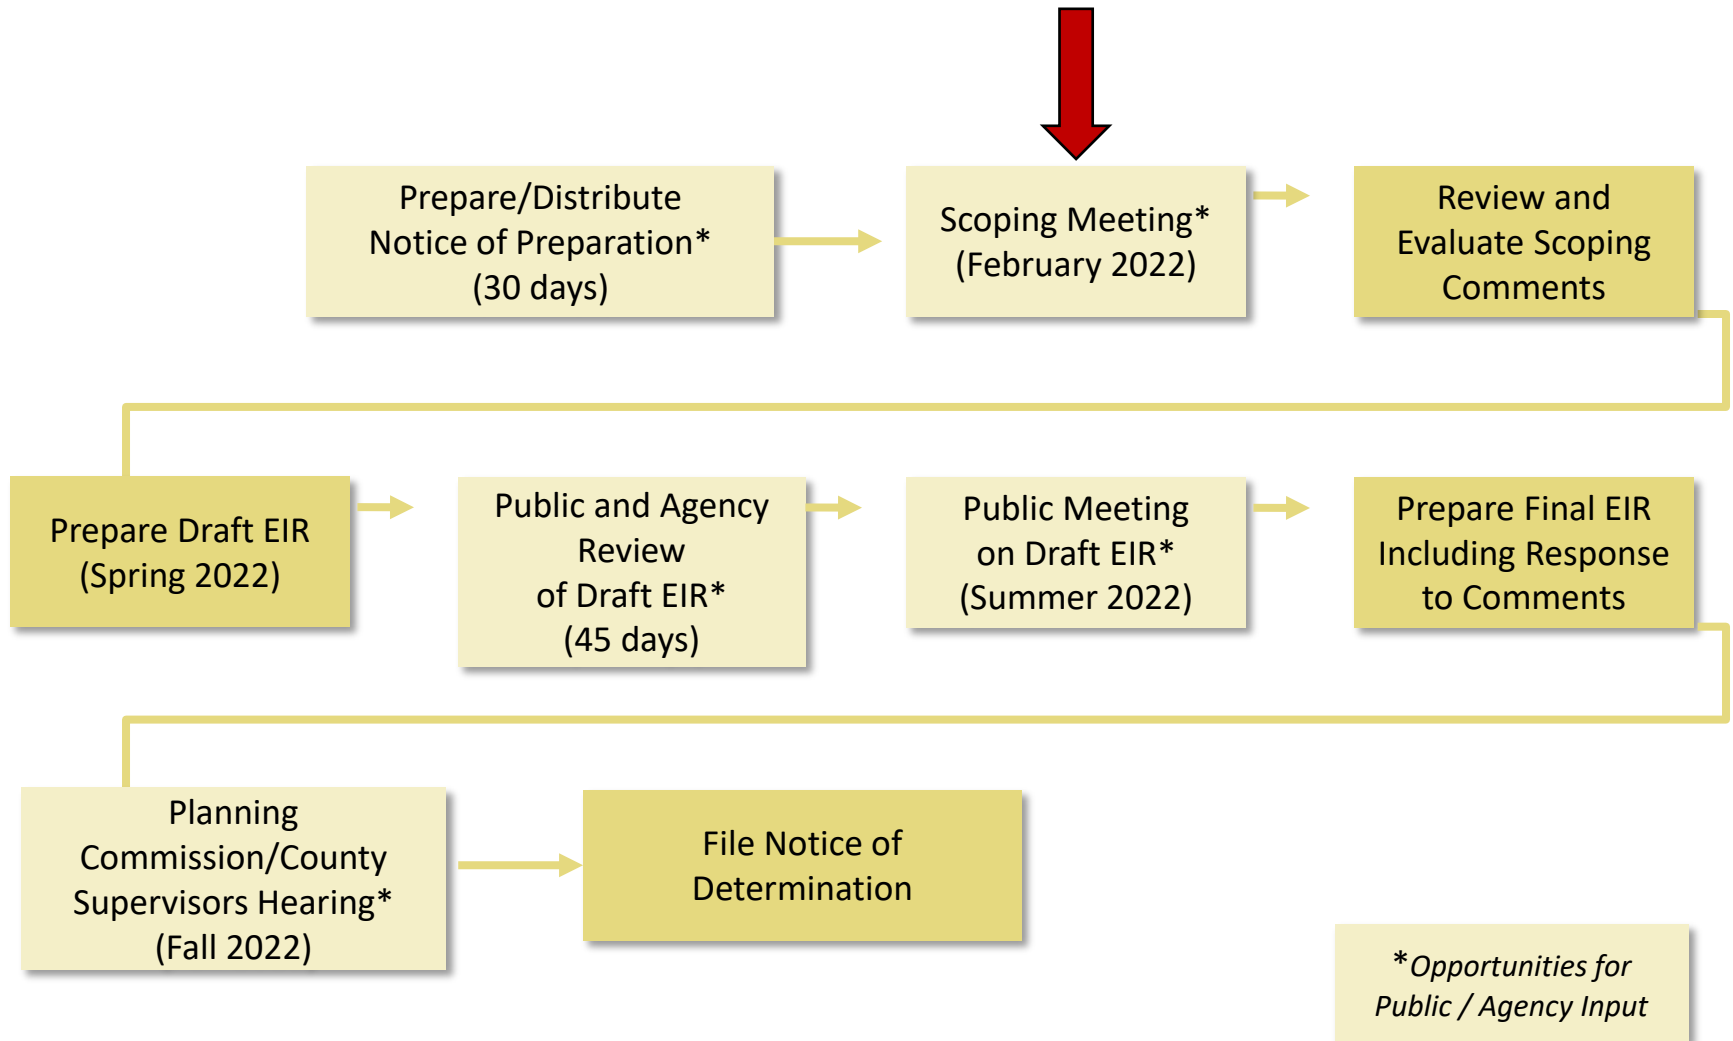 Prepare/Distribute
Notice of Preparation*
(30 days)
Scoping Meeting*
(February 2022)
Review and
Evaluate Scoping
Comments
Prepare Draft EIR
(Spring 2022)
Public and Agency
Review
of Draft EIR*
(45 days)
Public Meeting
on Draft EIR*
(Summer 2022)
Prepare Final EIR
Including Response
to Comments
Planning
Commission/County
Supervisors Hearing*
(Fall 2022)
File Notice of
Determination
*Opportunities for
Public / Agency Input